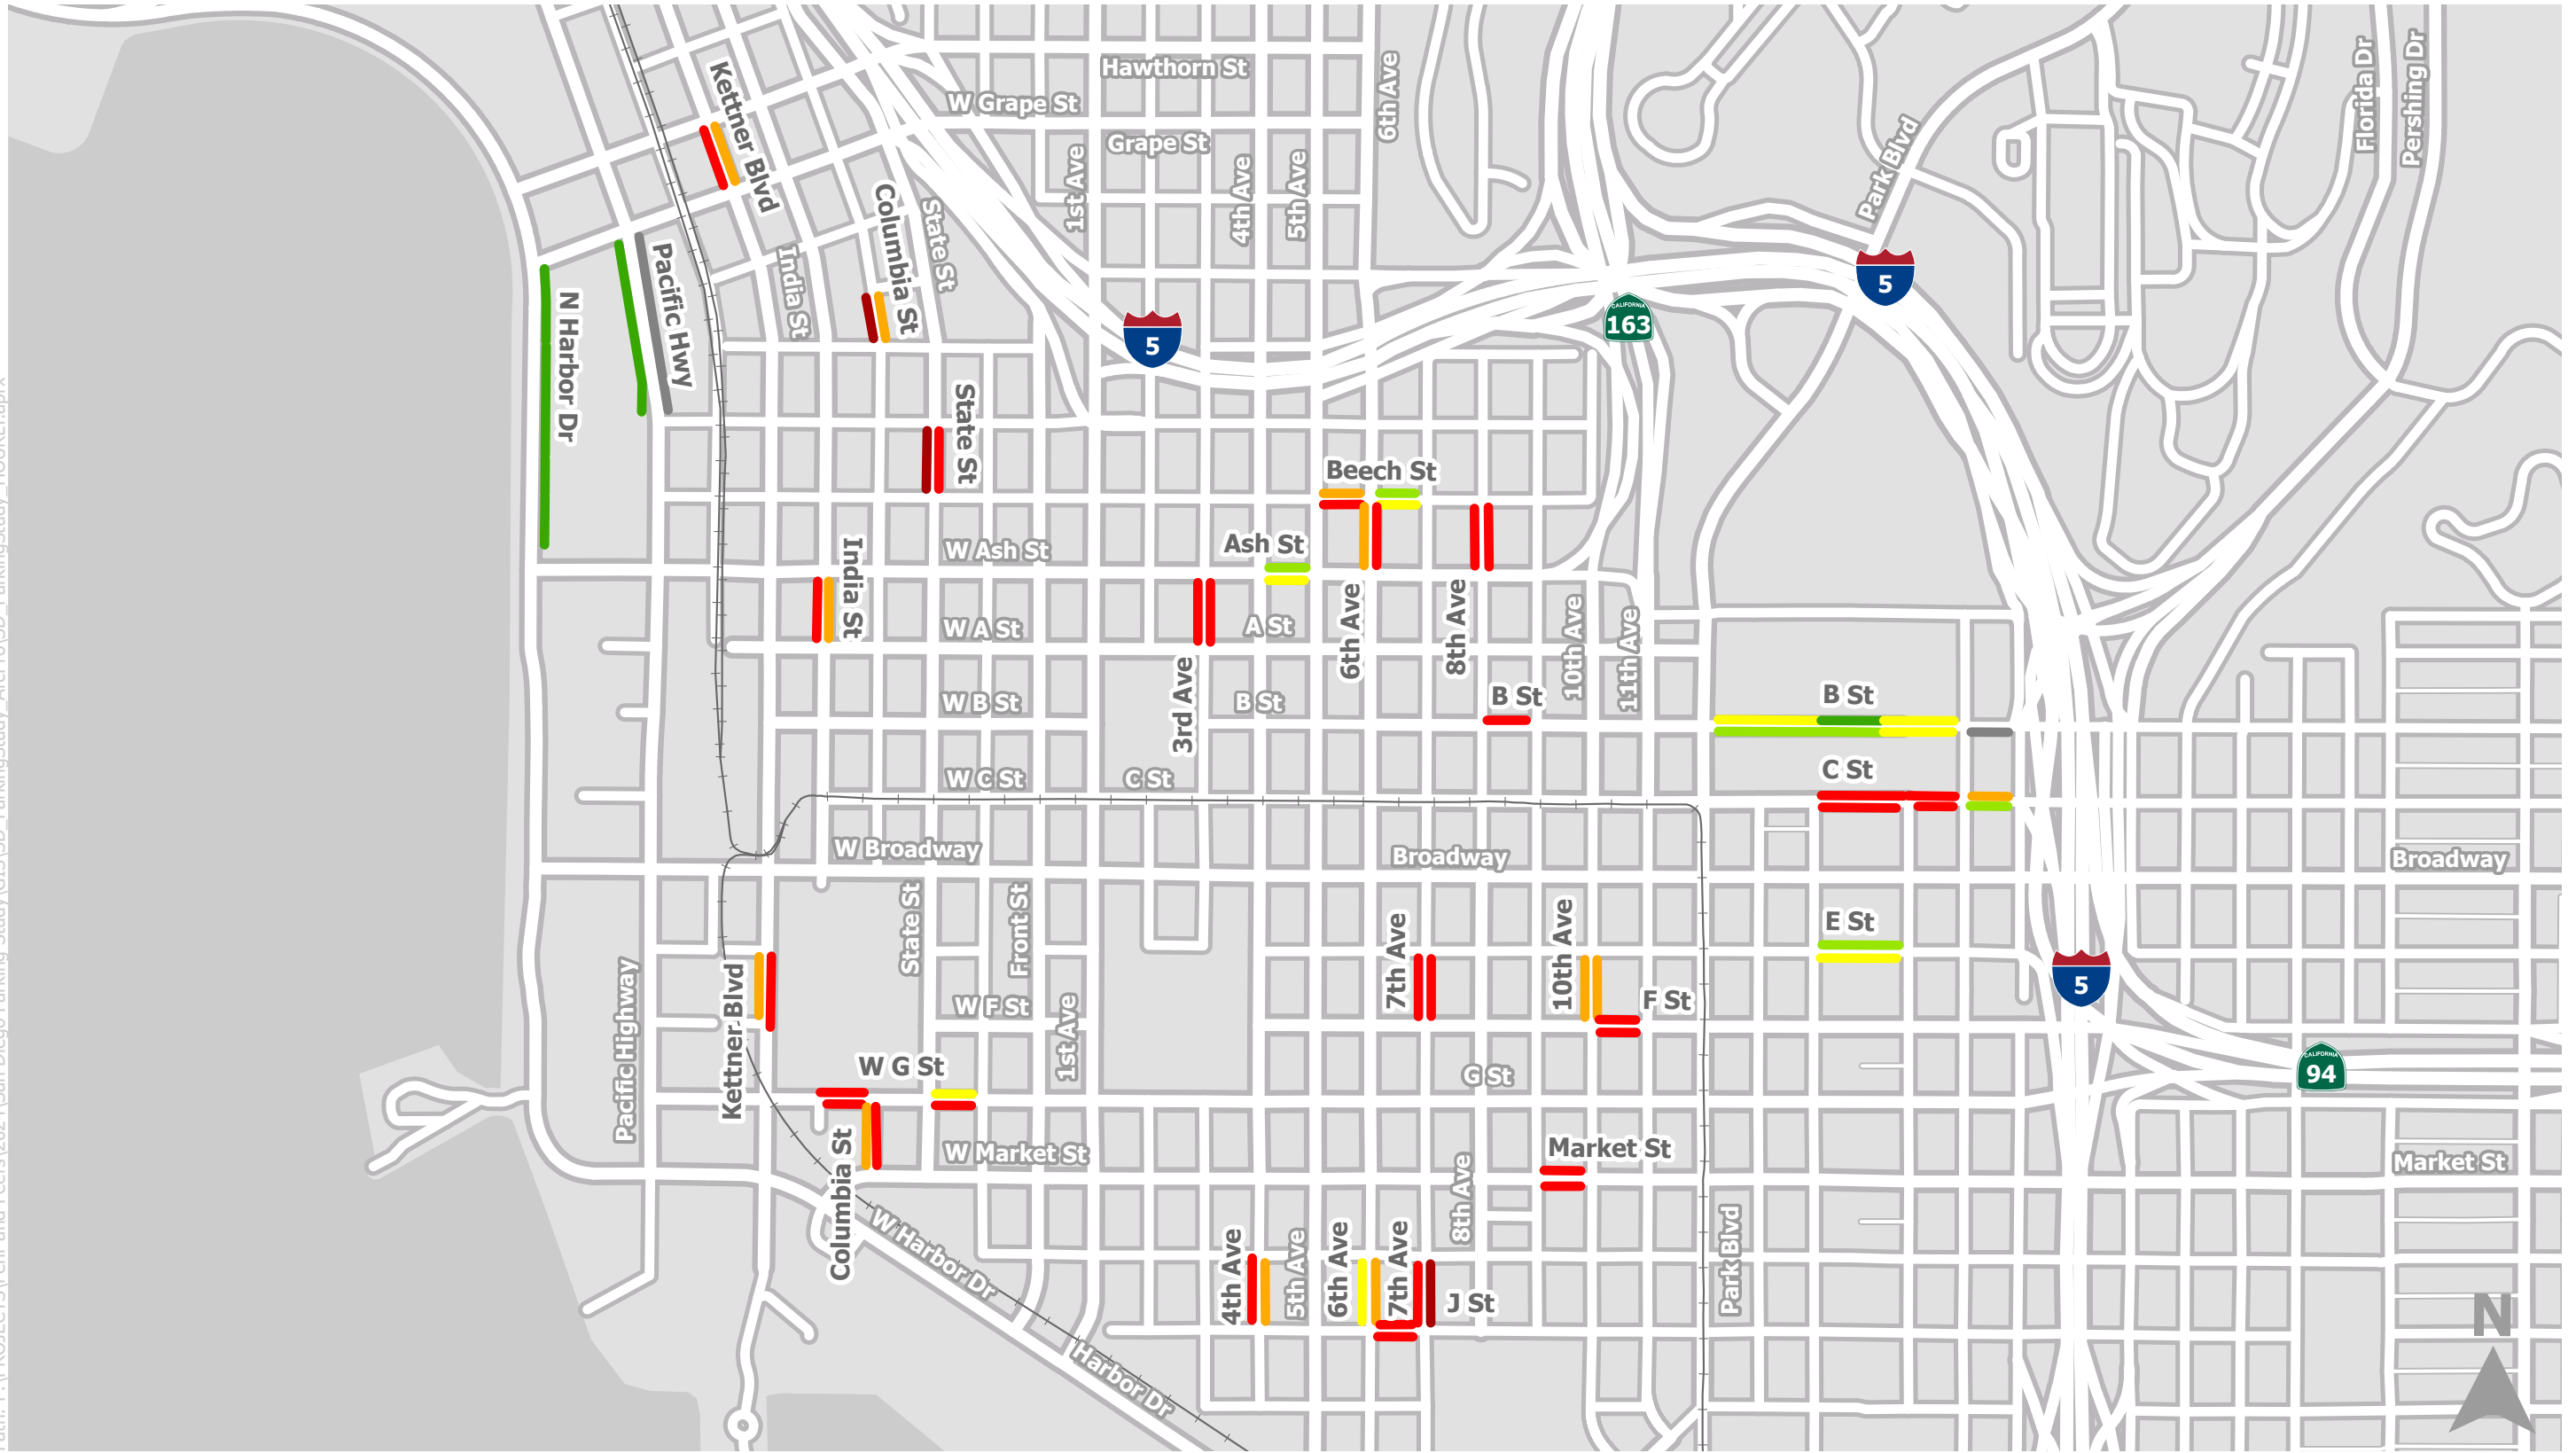 Hawthorn St
W Grape St
Grape St
6th Ave
1st Ave
4th Ave
5th Ave
Kettner Blvd
Columbia St
State St
India St
Pacific Hwy
N Harbor Dr
Park Blvd
Florida Dr
Pershing Dr
5
CALIFORNIA
163
5
State St
Beech St
Ash St
W Ash St
India St
W A St
A St
6th Ave
8th Ave
10th Ave
11th Ave
3rd Ave
W B St
B St
B St
B St
W C St
C St
C St
W Broadway
Broadway
Broadway
State St
Front St
7th Ave
10th Ave
E St
F St
5
Pacific Highway
Kettner Blvd
W F St
1st Ave
W G St
G St
CALIFORNIA
94
Columbia St
W Market St
Market St
Market St
8th Ave
W Harbor Dr
Harbor Dr
4th Ave
5th Ave
6th Ave
7th Ave
J St
Park Blvd
N